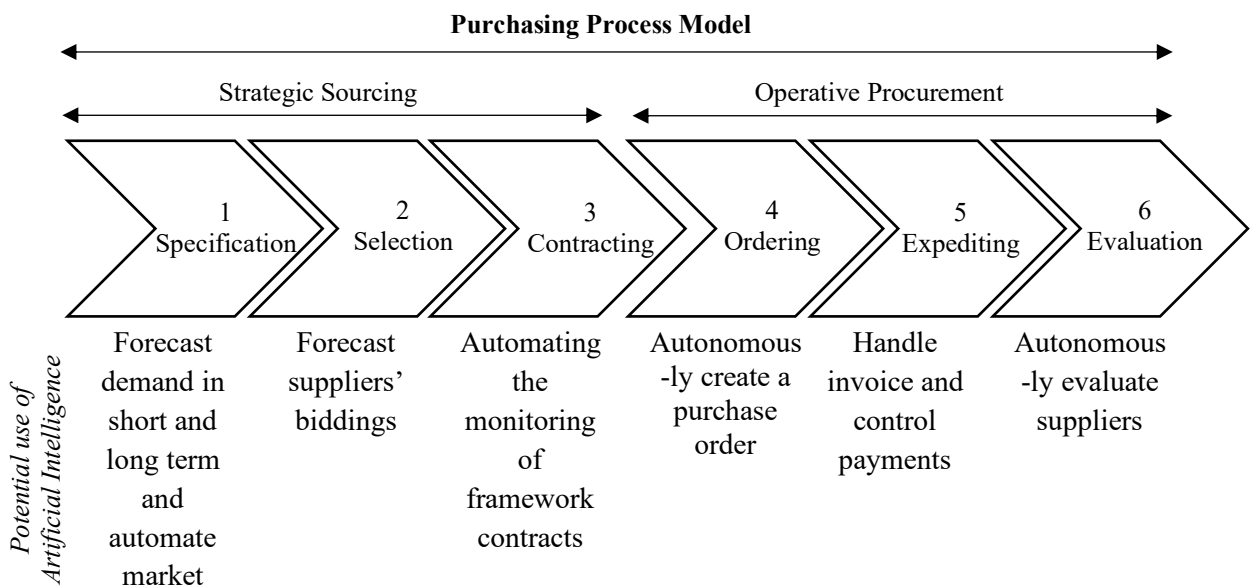 Purchasing Process Model
Strategic Sourcing
Operative Procurement
1
Specification
2
Selection
3
Contracting
4
Ordering
5
Expediting
6
Evaluation
Potential use of
Artificial Intelligence
Forecast
demand in
short and
long term
and
automate
market
Forecast
suppliers’
biddings
Automating
the
monitoring
of
framework
contracts
Autonomous
-ly create a
purchase
order
Handle
invoice and
control
payments
Autonomous
-ly evaluate
suppliers